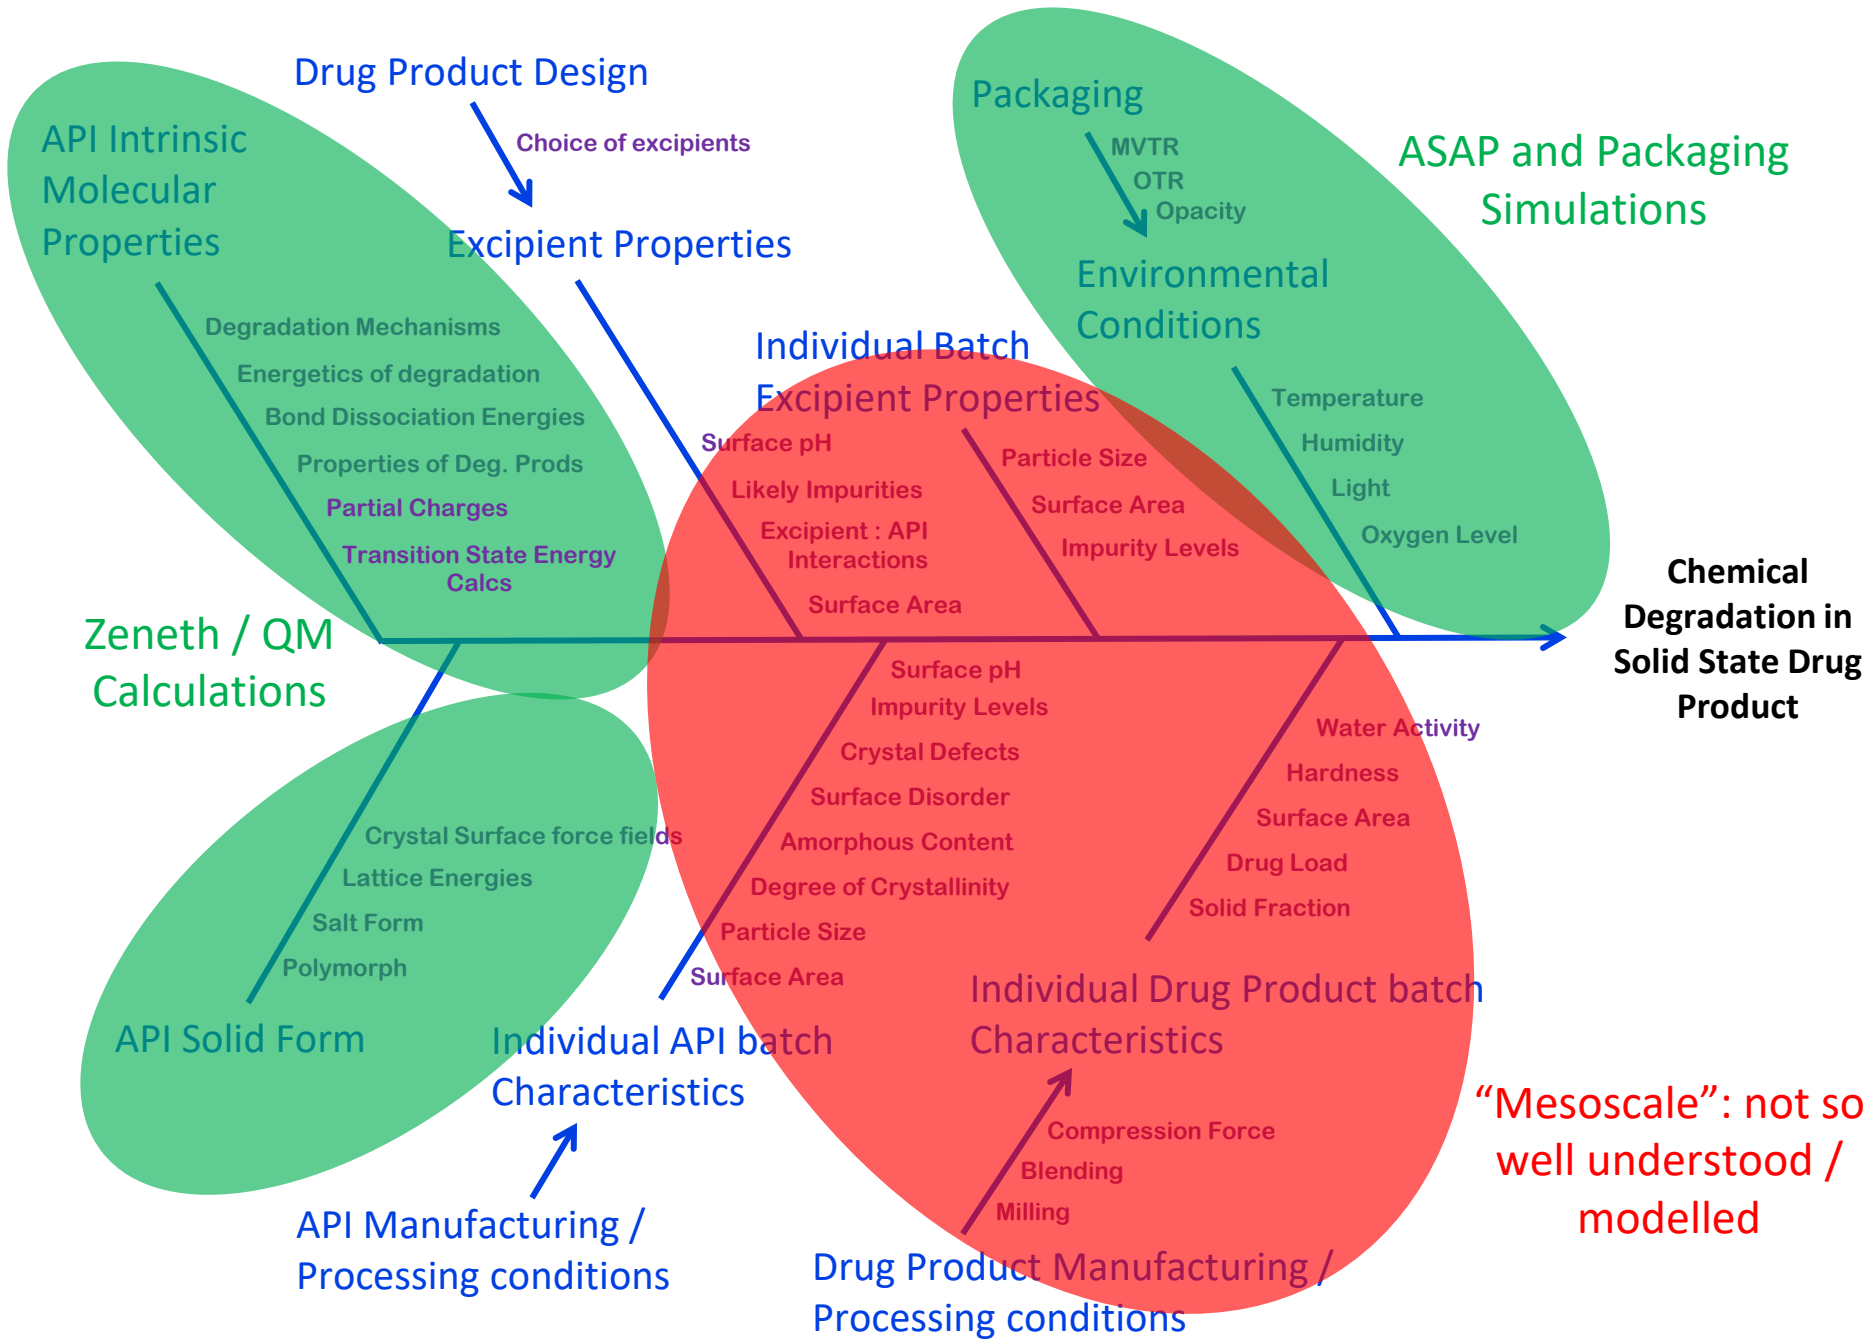 Drug Product Design
Choice of excipients
Excipient Properties
API Intrinsic
Molecular
Properties
Degradation Mechanisms
Energetics of degradation
Bond Dissociation Energies
Properties of Deg. Prods
Partial Charges
Transition State Energy
Calcs
Zeneth / QM
Calculations
Packaging
MVTR
OTR
Opacity
Environmental
Conditions
Temperature
Humidity
Light
Oxygen Level
ASAP and Packaging
Simulations
Individual Batch
Excipient Properties
Particle Size
Surface Area
Impurity Levels
Surface pH
Likely Impurities
Excipient : API
Interactions
Surface Area
Chemical
Degradation in
Solid State Drug
Product
Surface pH
Impurity Levels
Crystal Defects
Surface Disorder
Amorphous Content
Degree of Crystallinity
Particle Size
Surface Area
Individual API batch
Characteristics
API Manufacturing /
Processing conditions
Crystal Surface force fields
Lattice Energies
Salt Form
Polymorph
API Solid Form
Water Activity
Hardness
Surface Area
Drug Load
Solid Fraction
Individual Drug Product batch
Characteristics
Compression Force
Blending
Milling
Drug Product Manufacturing /
Processing conditions
“Mesoscale”: not so
well understood /
modelled